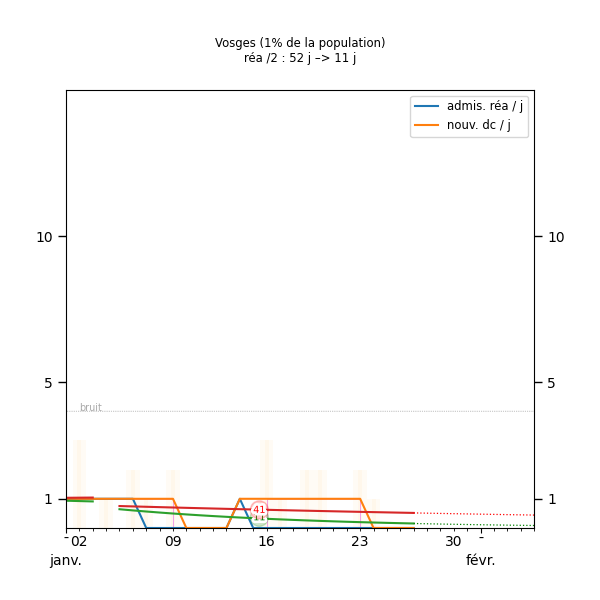 Vosges (1% de la population)
réa /2 : 52 j –> 11 j
admis. réa / j
nouv. dc / j
10
10
5
5
bruit
1
1
41
11
02
09
16
23
30
janv.
févr.